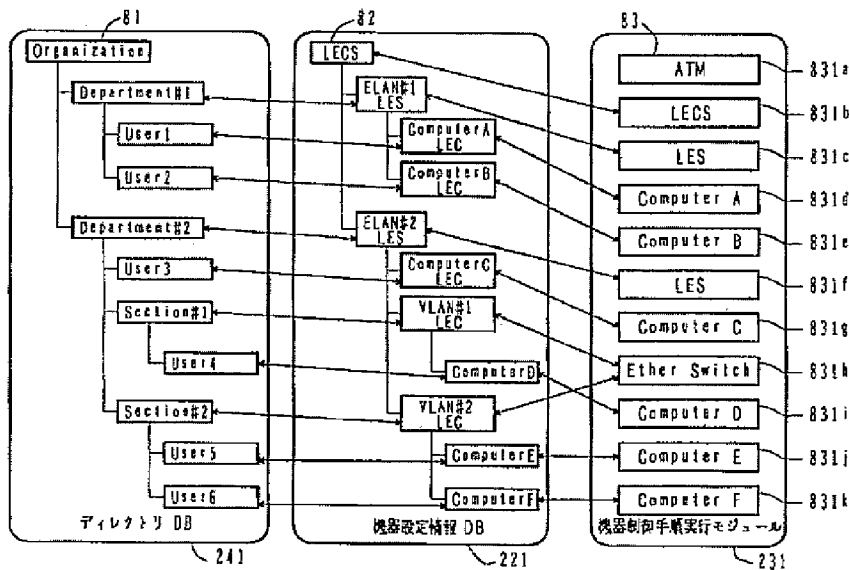 81
Organization
Department#1
User1
User2
Department#2
User3
Section#1
User4
Section#2
User5
User6
ディレクトリ DB
241
82
LECS
ELAN#1
LES
ComputerA
LEC
ComputerB
LEC
ELAN#2
LES
ComputerC
LEC
VLAN#1
LEC
ComputerD
VLAN#2
LEC
ComputerE
ComputerF
機器設定情報 DB
221
83
ATM
831a
LECS
831b
LES
831c
Computer A
831d
Computer B
831e
LES
831f
Computer C
831g
Ether Switch
831h
Computer D
831i
Computer E
831j
Computer F
831k
機器制御手順実行モジュール
231